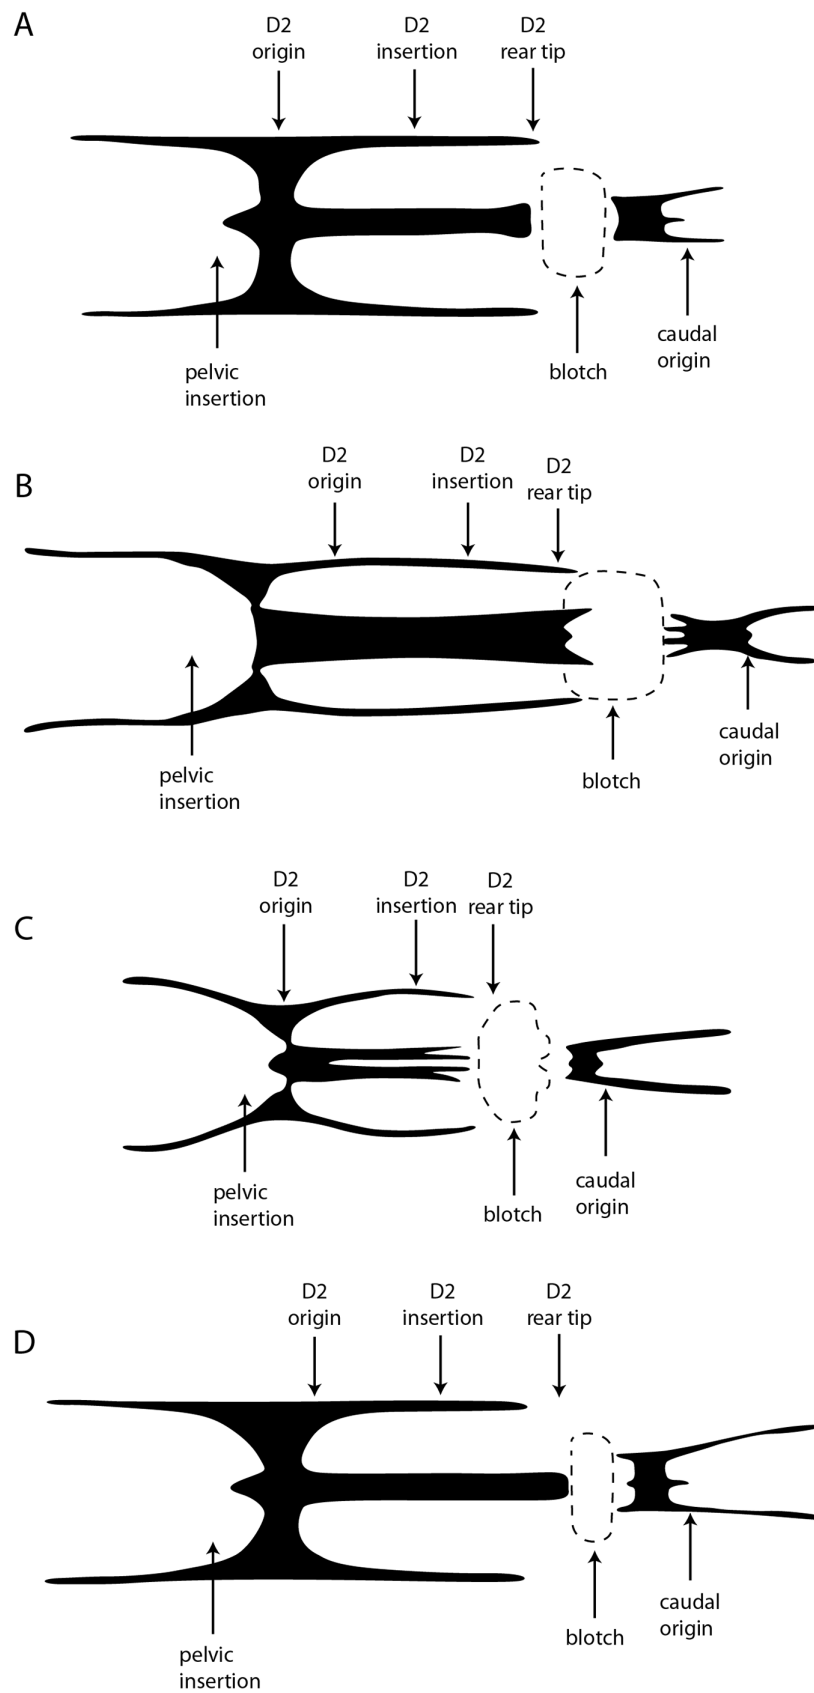 A
D2
origin
D2
insertion
D2
rear tip
pelvic
insertion
blotch
caudal
origin
B
D2
origin
D2
insertion
D2
rear tip
pelvic
insertion
blotch
caudal
origin
C
D2
origin
D2
insertion
D2
rear tip
pelvic
insertion
blotch
caudal
origin
D
D2
origin
D2
insertion
D2
rear tip
pelvic
insertion
blotch
caudal
origin